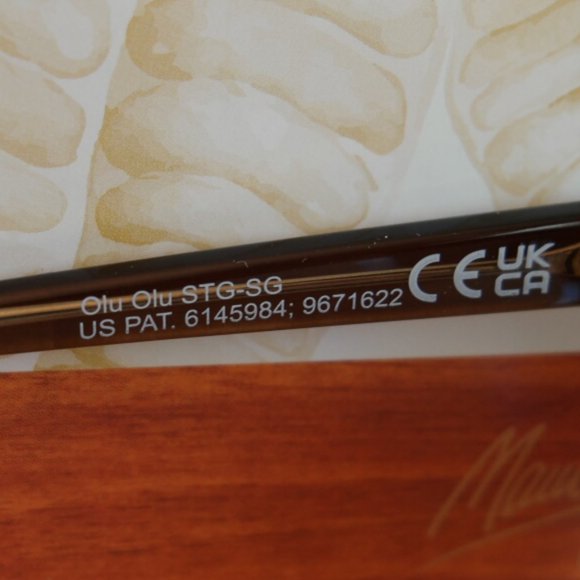 Olu Olu STG-SG
US PAT. 6145984; 9671622
CE
UK
CA